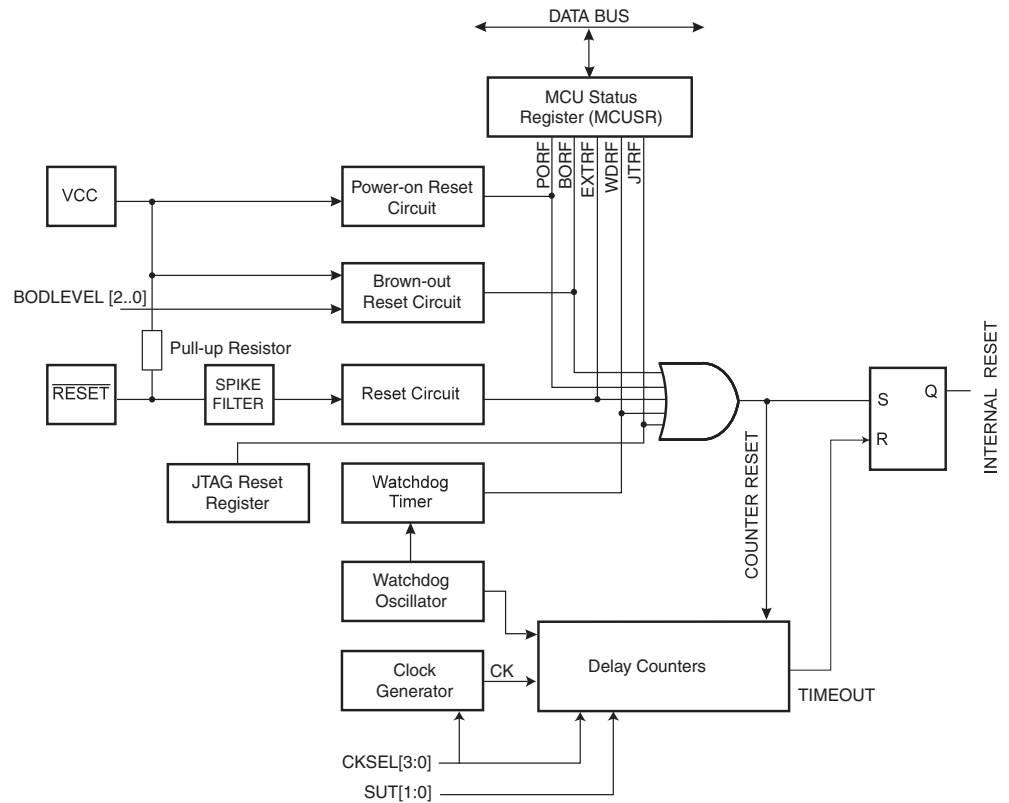 DATA BUS
MCU Status
Register (MCUSR)
PORF
BORF
EXTRF
WDRF
JTRF
VCC
Power-on Reset
Circuit
Brown-out
Reset Circuit
BODLEVEL [2..0]
Pull-up Resistor
RESET
SPIKE
FILTER
Reset Circuit
S
Q
R
INTERNAL RESET
JTAG Reset
Register
Watchdog
Timer
COUNTER RESET
Watchdog
Oscillator
Clock
Generator
CK
Delay Counters
TIMEOUT
CKSEL[3:0]
SUT[1:0]